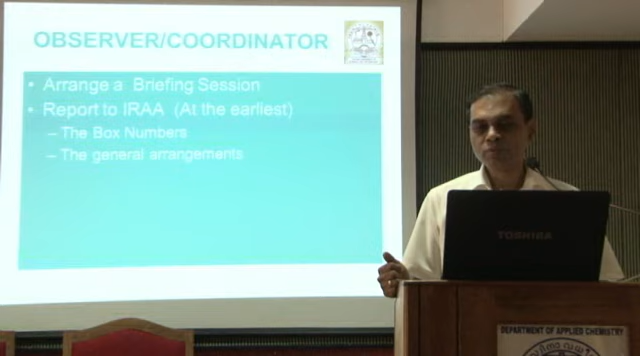 OBSERVER/COORDINATOR
• Arrange a Briefing Session
• Report to IRAA (At the earliest)
– The Box Numbers
– The general arrangements
TOSHIBA
DEPARTMENT OF APPLIED CHEMISTRY